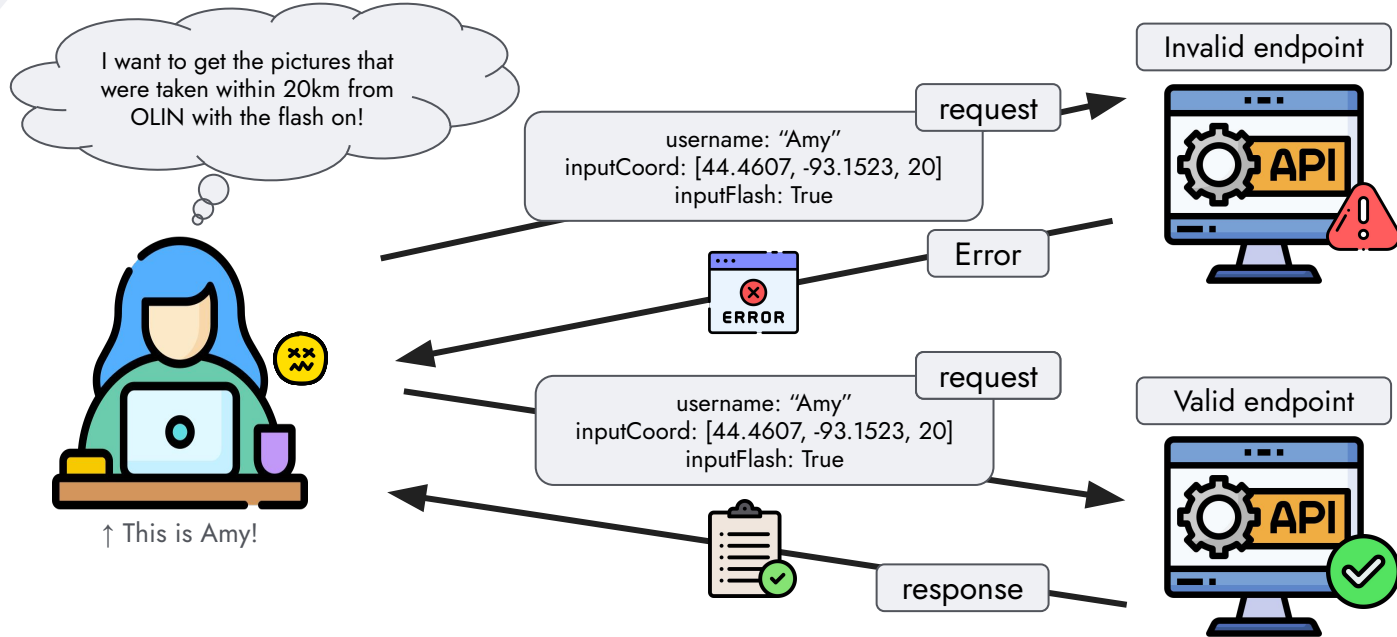 I want to get the pictures that
were taken within 20km from
OLIN with the flash on!
Invalid endpoint
request
username: “Amy”
inputCoord: [44.4607, -93.1523, 20]
inputFlash: True
API
Error
ERROR
request
username: “Amy”
inputCoord: [44.4607, -93.1523, 20]
inputFlash: True
Valid endpoint
API
↑ This is Amy!
response